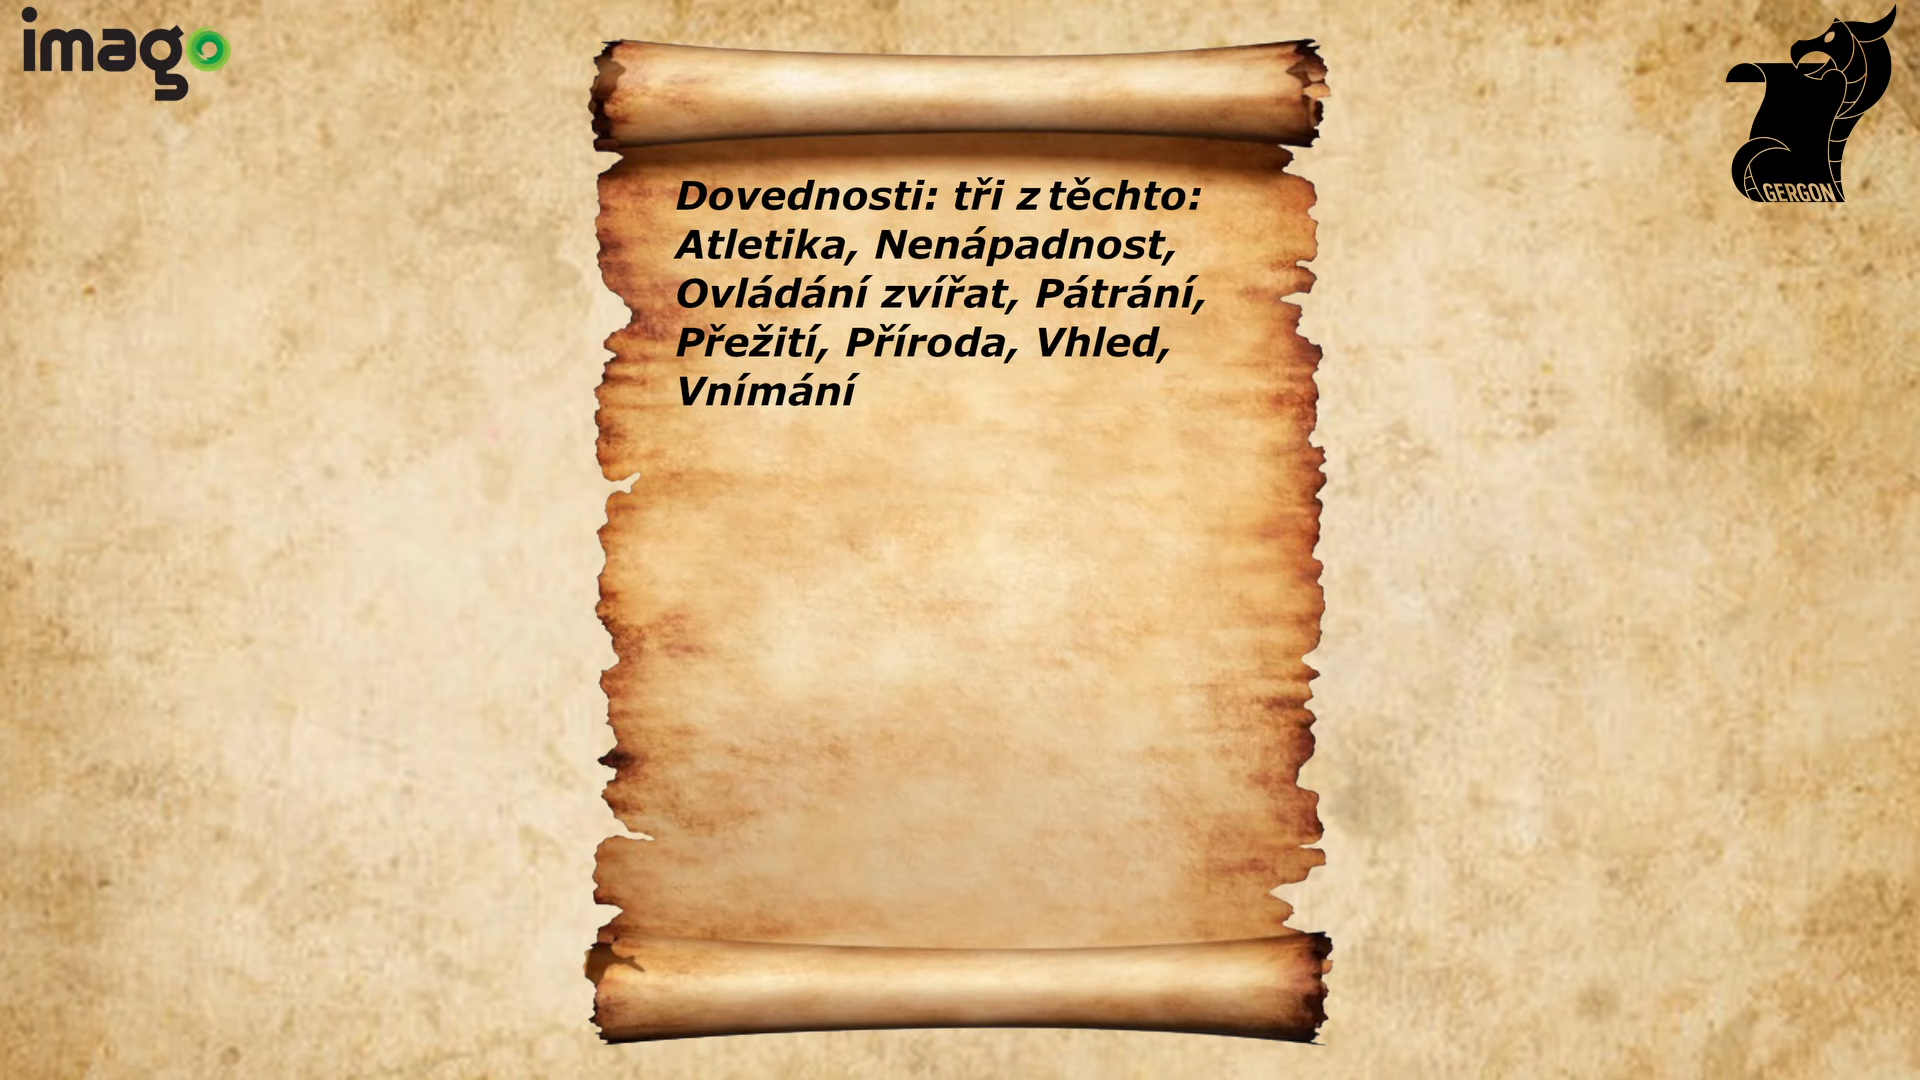 imago
GERGON
Dovednosti: tři z těchto:
Atletika, Nenápadnost,
Ovládání zvířat, Pátrání,
Přežití, Příroda, Vhled,
Vnímání